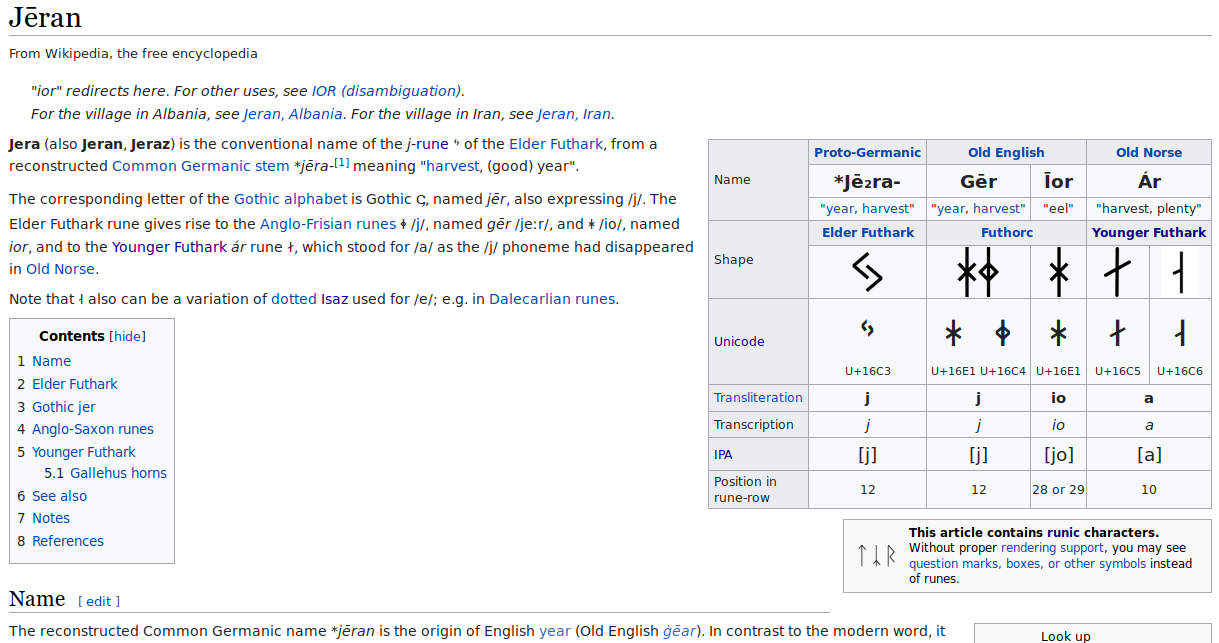 Jēran
From Wikipedia, the free encyclopedia
"ior" redirects here. For other uses, see IOR (disambiguation).
For the village in Albania, see Jeran, Albania. For the village in Iran, see Jeran, Iran.
Jera (also Jeran, Jeraz) is the conventional name of the j-rune ᛃ of the Elder Futhark, from a
reconstructed Common Germanic stem *jēra-[1] meaning "harvest, (good) year".
The corresponding letter of the Gothic alphabet is Gothic 𐌾, named jēr, also expressing /j/. The
Elder Futhark rune gives rise to the Anglo-Frisian runes ᛄ /j/, named gēr /jeːr/, and ᛡ /io/, named
ior, and to the Younger Futhark ár rune ᛅ, which stood for /a/ as the /j/ phoneme had disappeared
in Old Norse.
Note that ᛆ also can be a variation of dotted Isaz used for /e/; e.g. in Dalecarlian runes.
Contents [hide]
1 Name
2 Elder Futhark
3 Gothic jer
4 Anglo-Saxon runes
5 Younger Futhark
5.1 Gallehus horns
6 See also
7 Notes
8 References
Name Proto-Germanic Old English Old Norse
*Jē₂ra- Gēr Īor Ár
"year, harvest" "year, harvest" "eel" "harvest, plenty"
Shape Elder Futhark Futhorc Younger Futhark
Unicode ᛃ ᛡ ᛄ ᛡ ᛅ ᛆ
U+16C3 U+16E1 U+16C4 U+16E1 U+16C5 U+16C6
Transliteration j j io a
Transcription j j io a
IPA [j] [j] [jo] [a]
Position in
rune-row 12 12 28 or 29 10
ᛏᛣᚱ This article contains runic characters.
Without proper rendering support, you may see
question marks, boxes, or other symbols instead
of runes.
Name [ edit ]
The reconstructed Common Germanic name *jēran is the origin of English year (Old English ġēar). In contrast to the modern word, it
Look up